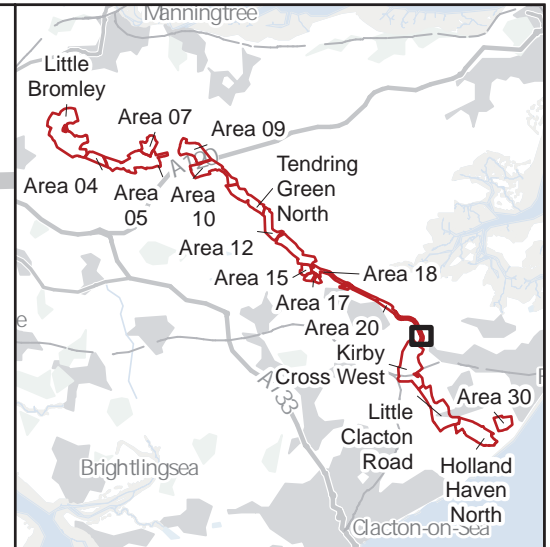 Manningtree
Little
Bromley
Area 07
Area 09
A120
Area 04
Area
05
Area
10
Tendring
Green
North
Area 12
Area 15
Area 18
Area 17
Area 20
Kirby
Cross West
A133
Area 30
Little
Clacton
Road
Holland
Haven
North
Brightlingsea
Clacton-on-Sea